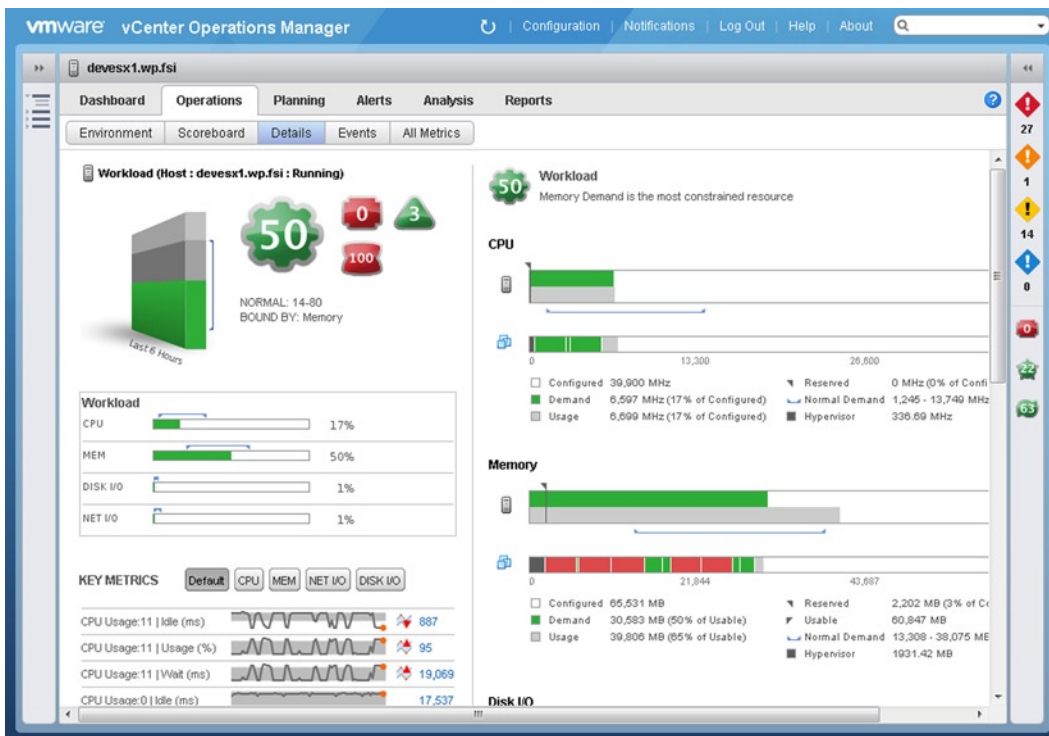 vmware vCenter Operations Manager
Configuration | Notifications | Log Out | Help | About
devesx1.wp.fsi
Dashboard Operations Planning Alerts Analysis Reports
Environment Scoreboard Details Events All Metrics
Workload (Host : devesx1.wp.fsi : Running)
50
0
3
100
NORMAL: 14-80
BOUND BY: Memory
Last 6 Hours
Workload
CPU 17%
MEM 50%
DISK I/O 1%
NET I/O 1%
KEY METRICS Default CPU MEM NET I/O DISK I/O
CPU Usage:11 | Idle (ms) 887
CPU Usage:11 | Usage (%) 95
CPU Usage:11 | Wait (ms) 19,069
CPU Usage:0 | Idle (ms) 17,537
50 Workload
Memory Demand is the most constrained resource
CPU
0 13,300 26,600
Configured 39,900 MHz Reserved 0 MHz (0% of Confi
Demand 6,597 MHz (17% of Configured) Normal Demand 1,245 - 13,749 MHz
Usage 6,699 MHz (17% of Configured) Hypervisor 336.69 MHz
Memory
0 21,844 43,687
Configured 65,531 MB Reserved 2,202 MB (3% of Co
Demand 30,583 MB (50% of Usable) Usable 60,847 MB
Usage 39,806 MB (65% of Usable) Normal Demand 13,308 - 38,075 ME
Hypervisor 1931.42 MB
Disk I/O
27
1
14
0
0
22
63